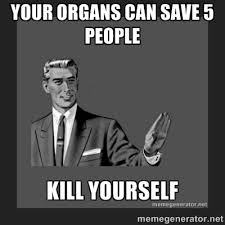 YOUR ORGANS CAN SAVE 5
PEOPLE
KILL YOURSELF
memegenerator.net
memegenerator.net